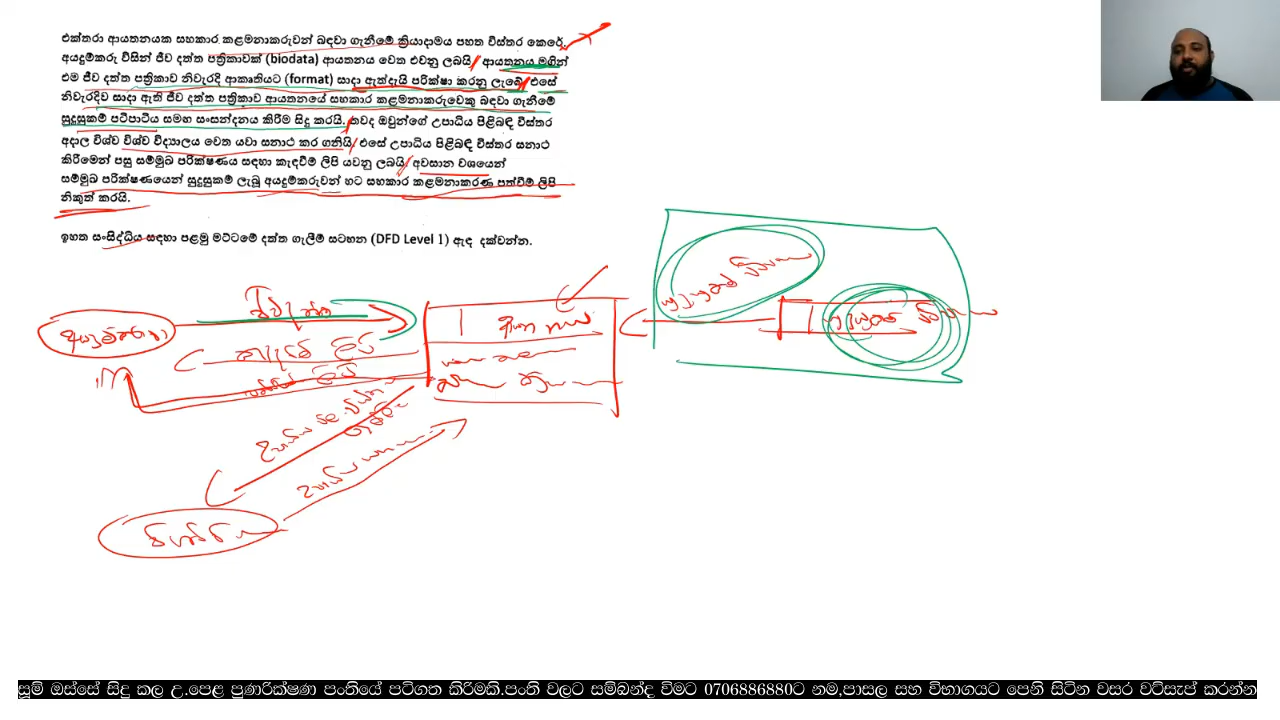 එක්තරා ආයතනයක සහකාර කළමනාකරුවන් බඳවා ගැනීමේ ක්‍රියාදාමය පහත විස්තර කෙරේ.
අයදුම්කරු විසින් ජීව දත්ත පත්‍රිකාවක් (biodata) ආයතනය වෙත එවනු ලබයි. ආයතනය මගින්
එම ජීව දත්ත පත්‍රිකාව නිවැරදි ආකෘතියට (format) සාදා ඇත්දැයි පරික්ෂා කරනු ලැබේ. එසේ
නිවැරදිව සාදා ඇති ජීව දත්ත පත්‍රිකාව ආයතනයේ සහකාර කළමනාකරුවෙකු බඳවා ගැනීමේ
සුදුසුකම් පටිපාටිය සමඟ සංසන්දනය කිරීම සිදු කරයි. තවද ඔවුන්ගේ උපාධිය පිළිබඳ විස්තර
අදාල විශ්ව විශ්ව විද්‍යාලය වෙත යවා සනාථ කර ගනියි. එසේ උපාධිය පිළිබඳ විස්තර සනාථ
කිරීමෙන් පසු සම්මුඛ පරික්ෂණය සඳහා කැඳවීම් ලිපි යවනු ලබයි. අවසාන වශයෙන්
සම්මුඛ පරික්ෂණයෙන් සුදුසුකම් ලැබූ අයදුම්කරුවන් හට සහකාර කළමනාකරණ පත්වීම් ලිපි
නිකුත් කරයි.
ඉහත සංසිද්ධිය සඳහා පළමු මට්ටමේ දත්ත ගැලීම් සටහන (DFD Level 1) ඇඳ දක්වන්න.
ජීව දත්ත
1
කැඳවීම් ලිපි
පත්වීම් ලිපි
සූම් ඔස්සේ සිදු කල උ.පෙළ පුණරීක්ෂණ පංතියේ පටිගත කිරිමකි.පංති වලට සම්බන්ද වීමට 0706886880ට නම,පාසල සහ විභාගයට පෙනී සිටින වසර වට්සැප් කරන්න